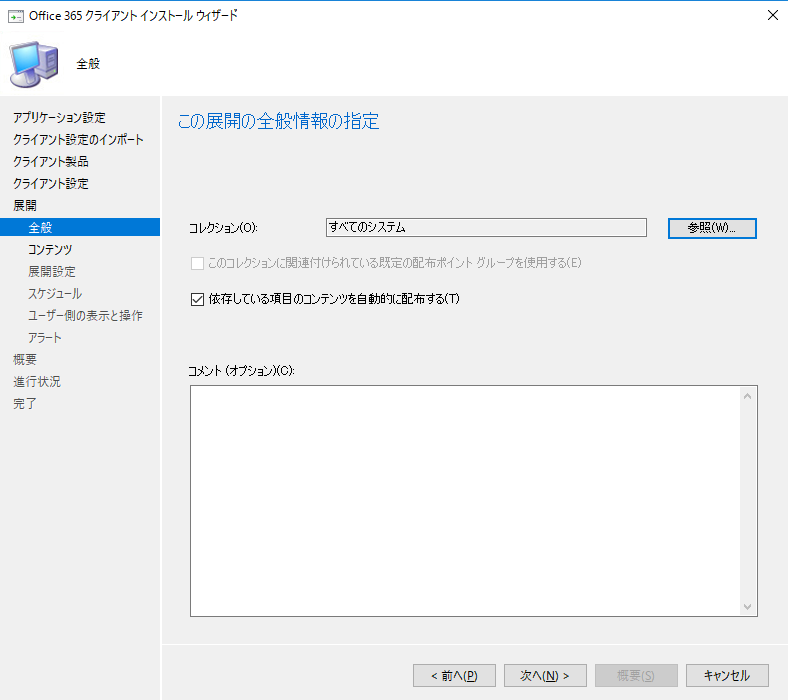 Office 365 クライアント インストール ウィザード
全般
アプリケーション設定
クライアント設定のインポート
クライアント製品
クライアント設定
展開
全般
コンテンツ
展開設定
スケジュール
ユーザー側の表示と操作
アラート
概要
進行状況
完了
この展開の全般情報の指定
コレクション(O): すべてのシステム 参照(W)...
このコレクションに関連付けられている既定の配布ポイント グループを使用する(E)
依存している項目のコンテンツを自動的に配布する(T)
コメント (オプション)(C):
< 前へ(P) 次へ(N) > 概要(S) キャンセル